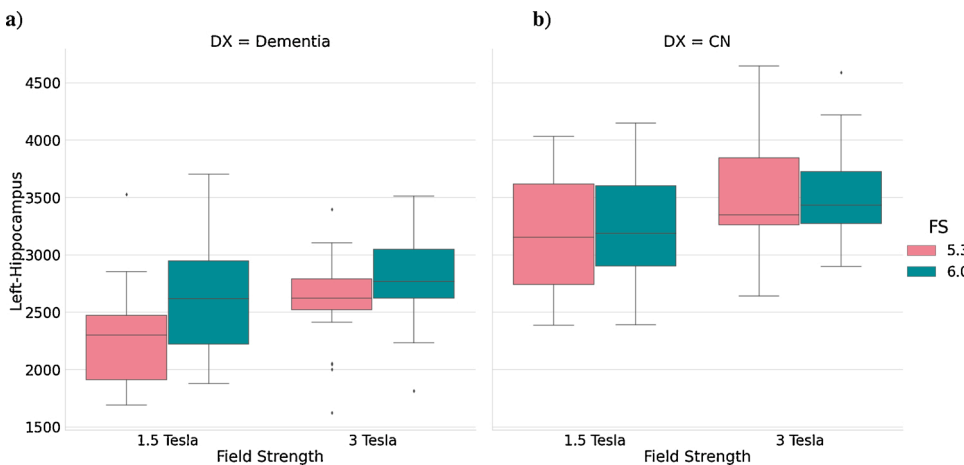 a)
b)
DX = Dementia
DX = CN
Left-Hippocampus
4500
4000
3500
3000
2500
2000
1500
1.5 Tesla
3 Tesla
Field Strength
1.5 Tesla
3 Tesla
Field Strength
FS
5.3
6.0